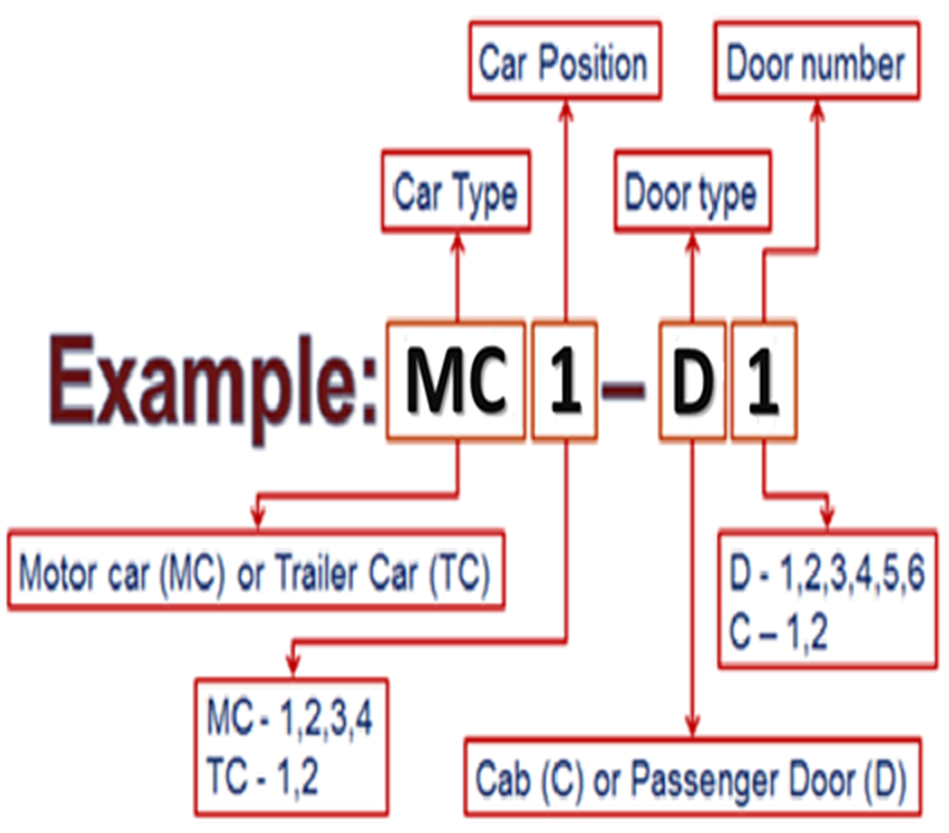 Car Position
Door number
Car Type
Door type
Example: MC 1 – D 1
Motor car (MC) or Trailer Car (TC)
D - 1,2,3,4,5,6
C – 1,2
MC - 1,2,3,4
TC - 1,2
Cab (C) or Passenger Door (D)